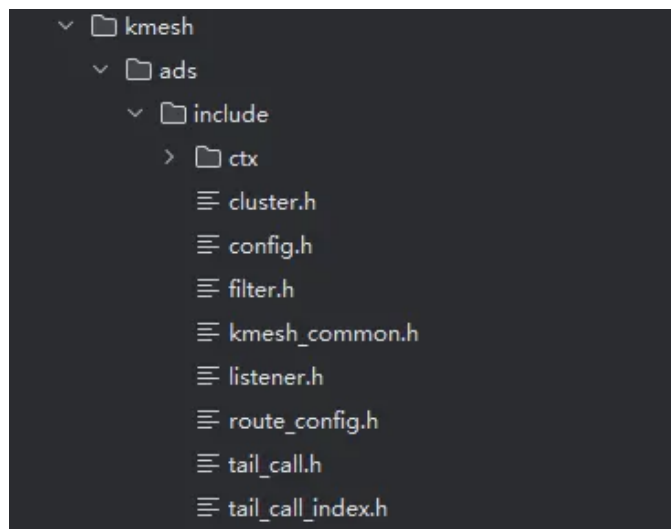 kmesh
ads
include
ctx
cluster.h
config.h
filter.h
kmesh_common.h
listener.h
route_config.h
tail_call.h
tail_call_index.h